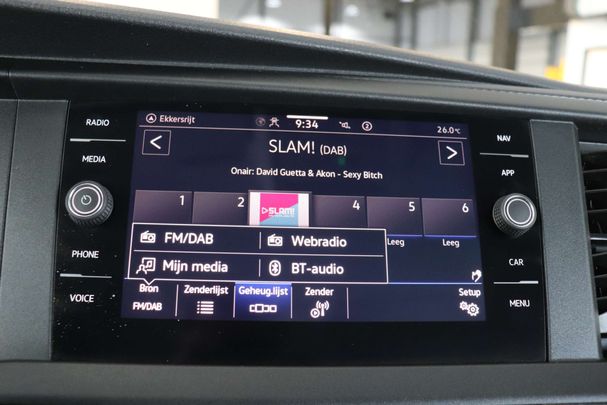 Ekkersrijt 9:34 2 26.0°C
RADIO
MEDIA
PHONE
VOICE
NAV
APP
CAR
MENU
< SLAM! (DAB) >
Onair: David Guetta & Akon - Sexy Bitch
1 2 4 5 6
SLAM!
Leeg Leeg
FM/DAB Webradio
Mijn media BT-audio
Bron Zenderlijst Geheug.lijst Zender Setup
FM/DAB